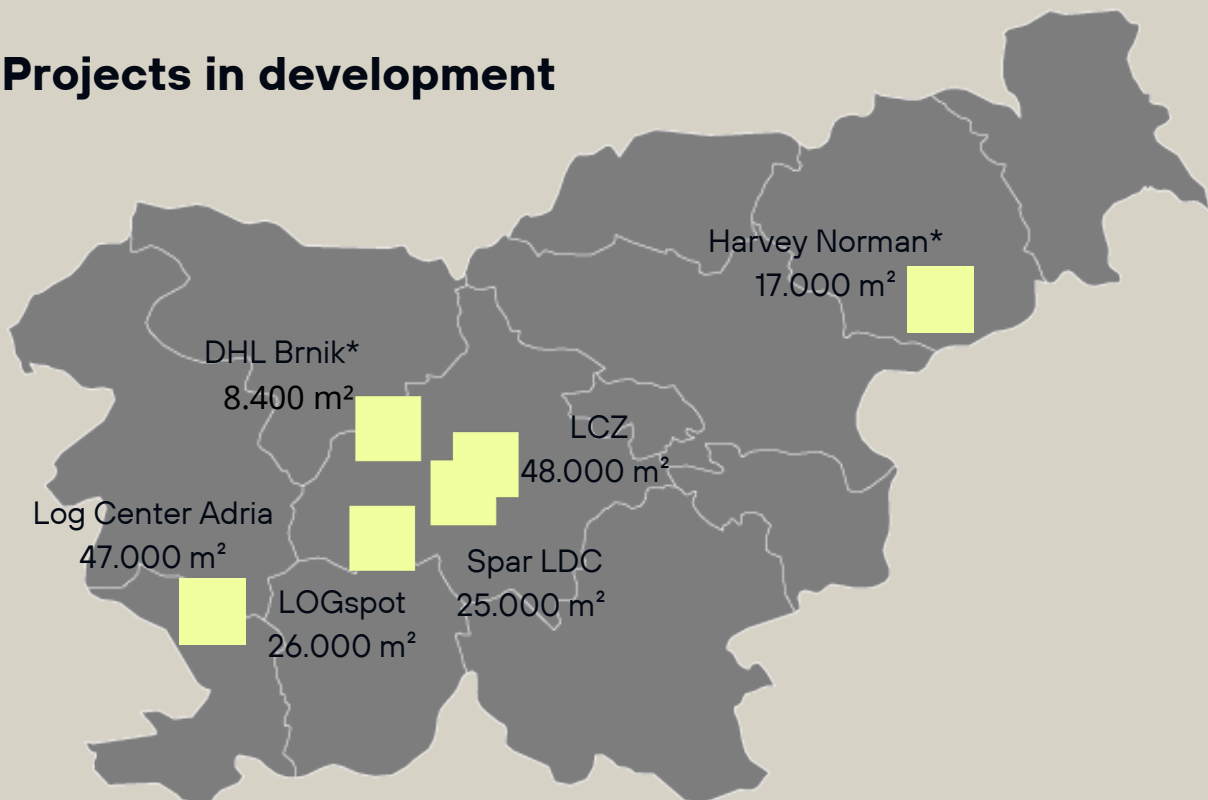 Projects in development
Harvey Norman*
17.000 m²
DHL Brnik*
8.400 m²
LCZ
48.000 m²
Log Center Adria
47.000 m²
Spar LDC
25.000 m²
LOGspot
26.000 m²